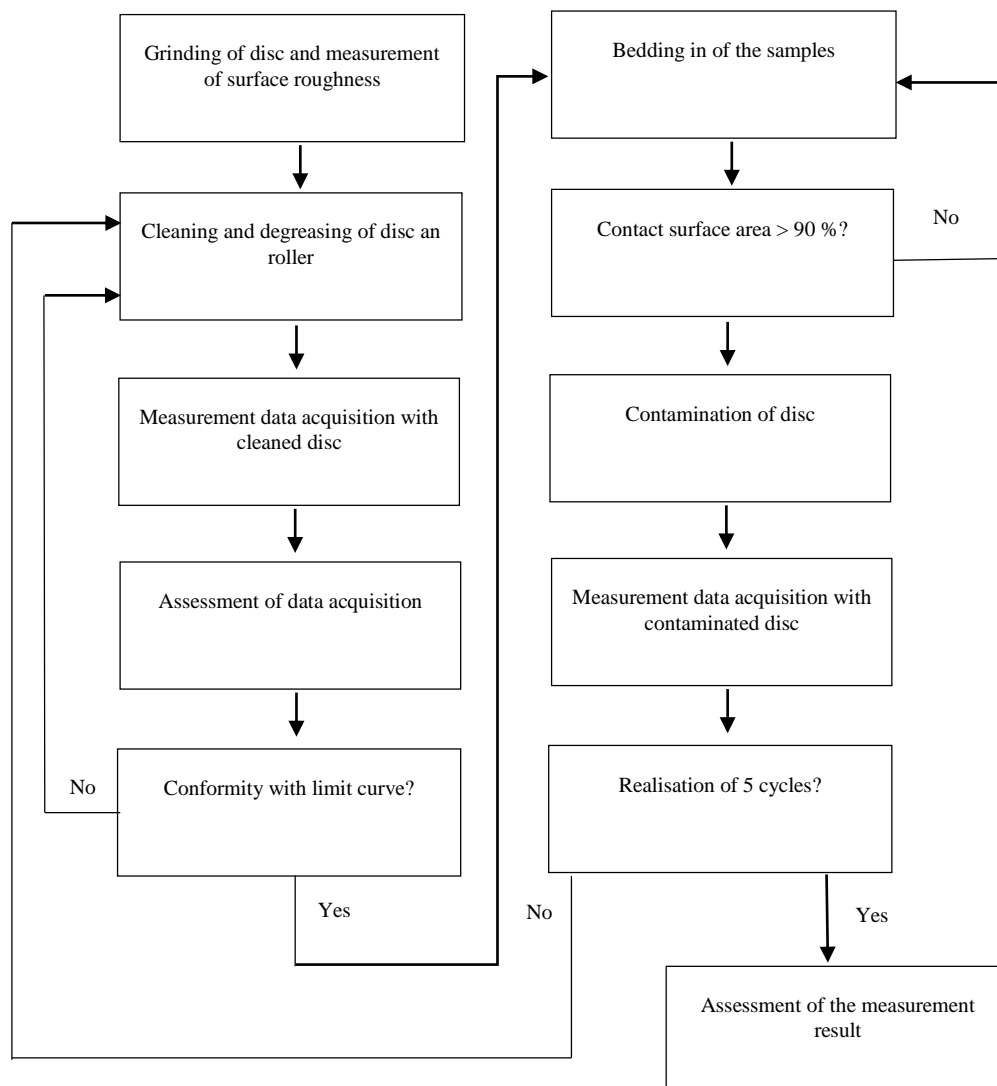 Grinding of disc and measurement
of surface roughness
Cleaning and degreasing of disc an
roller
Measurement data acquisition with
cleaned disc
Assessment of data acquisition
Conformity with limit curve?
No
Yes
Bedding in of the samples
Contact surface area > 90 %?
No
Contamination of disc
Measurement data acquisition with
contaminated disc
Realisation of 5 cycles?
No
Yes
Assessment of the measurement
result